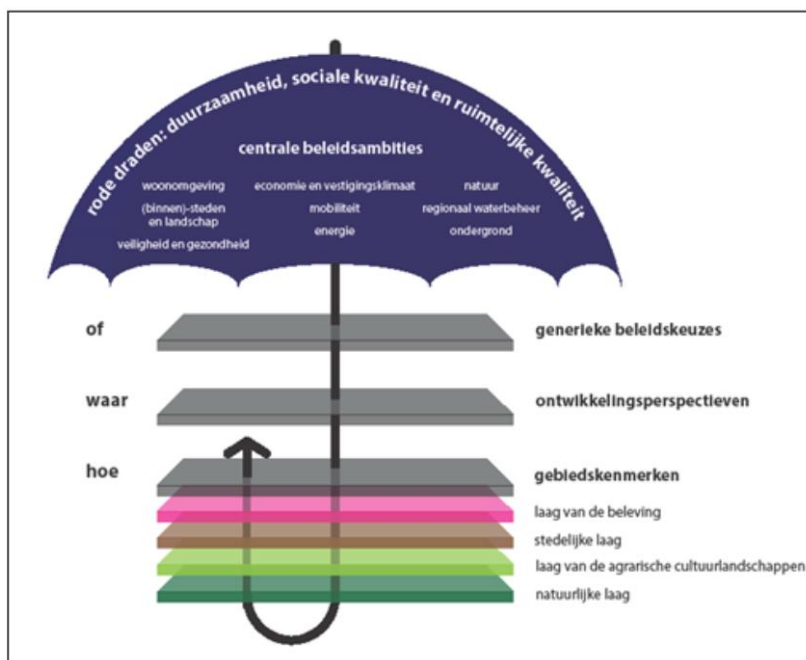 rode draden: duurzaamheid, sociale kwaliteit en ruimtelijke kwaliteit
centrale beleidsambities
woonomgeving
(binnen)-steden
en landschap
veiligheid en gezondheid
economie en vestigingsklimaat
mobiliteit
energie
natuur
regionaal waterbeheer
ondergrond
of
generieke beleidskeuzes
waar
ontwikkelingsperspectieven
hoe
gebiedskenmerken
laag van de beleving
stedelijke laag
laag van de agrarische cultuurlandschappen
natuurlijke laag